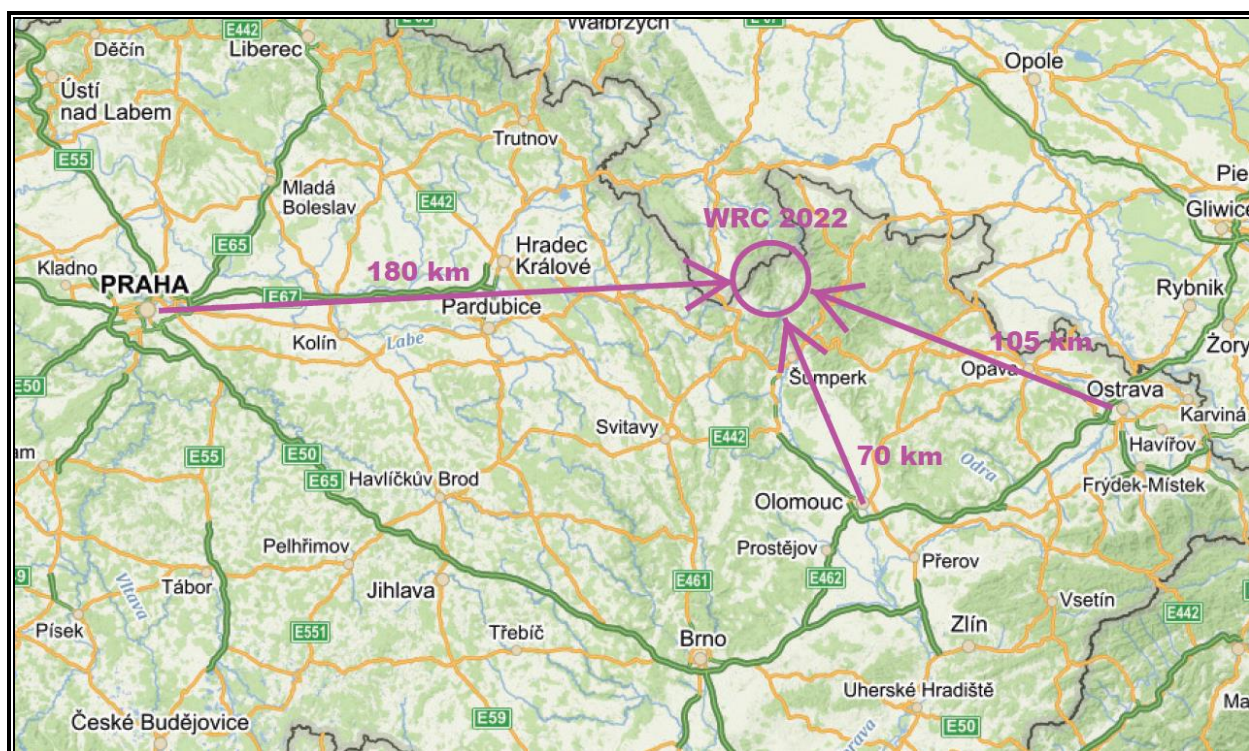 E442
Wałbrzych
Děčín
Liberec
Opole
Ústí
nad Labem
Trutnov
E55
Mladá
Boleslav
E442
Gliwice
WRC 2022
E65
Hradec
Králové
Kladno
180 km
PRAHA
E67
Pardubice
Rybnik
Kolín
Labe
105 km
Żory
Opava
Šumperk
E50
Ostrava
Karviná
Svitavy
E442
Havířov
E55
E50
70 km
Odra
E65
Havlíčkův Brod
Frýdek-Místek
Olomouc
Pelhřimov
Prostějov
Přerov
Vltava
Tábor
Jihlava
E461
E462
Vsetín
E442
Písek
E551
Třebíč
Brno
Zlín
Uherské Hradiště
České Budějovice
E59
E50